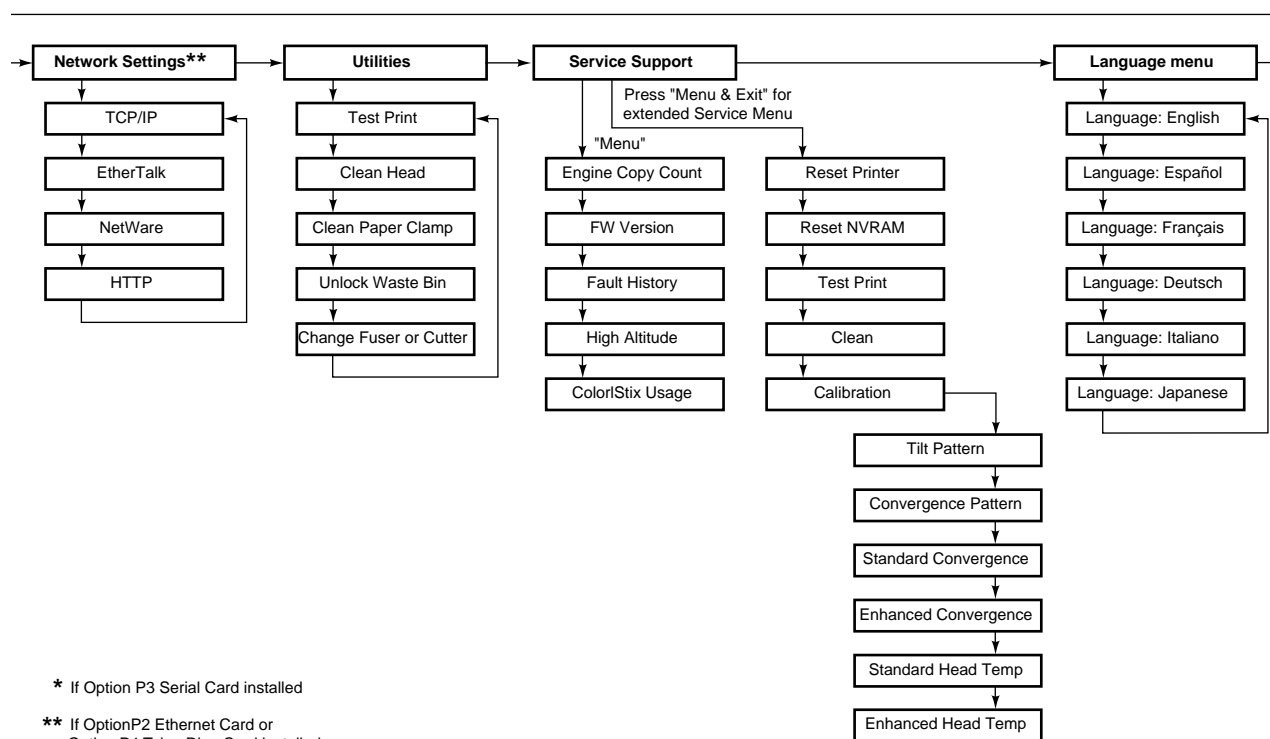 Network Settings**
Utilities
Service Support
Language menu
Press "Menu & Exit" for
extended Service Menu
"Menu"
TCP/IP
EtherTalk
NetWare
HTTP
Test Print
Clean Head
Clean Paper Clamp
Unlock Waste Bin
Change Fuser or Cutter
Engine Copy Count
FW Version
Fault History
High Altitude
ColorlStix Usage
Reset Printer
Reset NVRAM
Test Print
Clean
Calibration
Tilt Pattern
Convergence Pattern
Standard Convergence
Enhanced Convergence
Standard Head Temp
Enhanced Head Temp
Language: English
Language: Español
Language: Français
Language: Deutsch
Language: Italiano
Language: Japanese
* If Option P3 Serial Card installed
** If OptionP2 Ethernet Card or